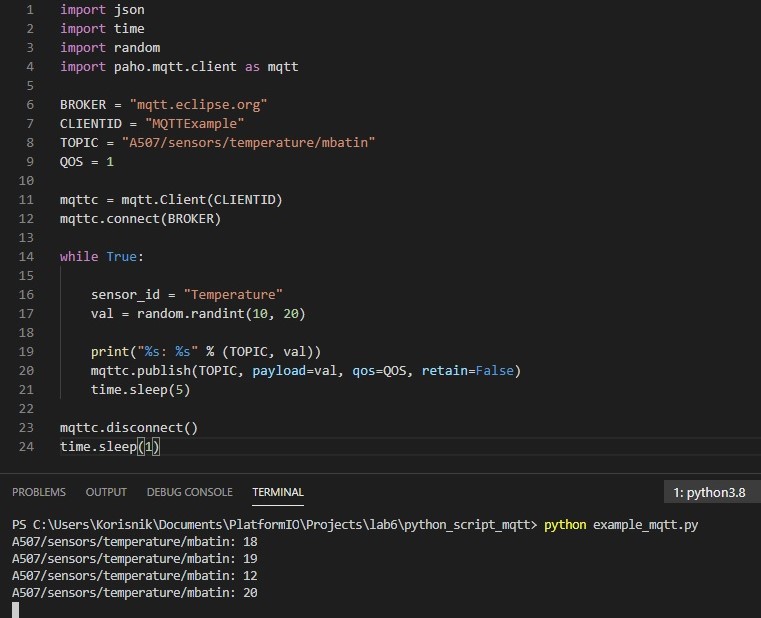 1 import json
2 import time
3 import random
4 import paho.mqtt.client as mqtt
5
6 BROKER = "mqtt.eclipse.org"
7 CLIENTID = "MQTTExample"
8 TOPIC = "A507/sensors/temperature/mbatin"
9 QOS = 1
10
11 mqttc = mqtt.Client(CLIENTID)
12 mqttc.connect(BROKER)
13
14 while True:
15
16     sensor_id = "Temperature"
17     val = random.randint(10, 20)
18
19     print("%s: %s" % (TOPIC, val))
20     mqttc.publish(TOPIC, payload=val, qos=QOS, retain=False)
21     time.sleep(5)
22
23 mqttc.disconnect()
24 time.sleep(1)
PROBLEMS OUTPUT DEBUG CONSOLE TERMINAL 1: python3.8
PS C:\Users\Korisnik\Documents\PlatformIO\Projects\lab6\python_script_mqtt> python example_mqtt.py
A507/sensors/temperature/mbatin: 18
A507/sensors/temperature/mbatin: 19
A507/sensors/temperature/mbatin: 12
A507/sensors/temperature/mbatin: 20